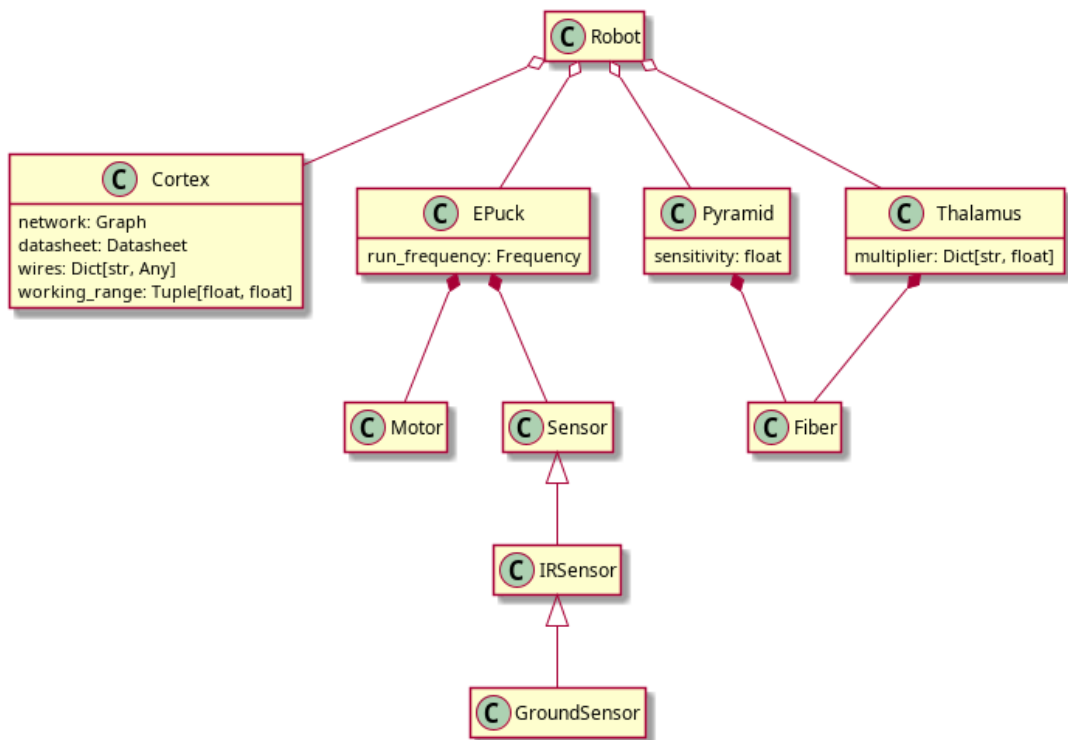 C Robot
C Cortex
network: Graph
datasheet: Datasheet
wires: Dict[str, Any]
working_range: Tuple[float, float]
C EPuck
run_frequency: Frequency
C Pyramid
sensitivity: float
C Thalamus
multiplier: Dict[str, float]
C Motor
C Sensor
C Fiber
C IRSensor
C GroundSensor